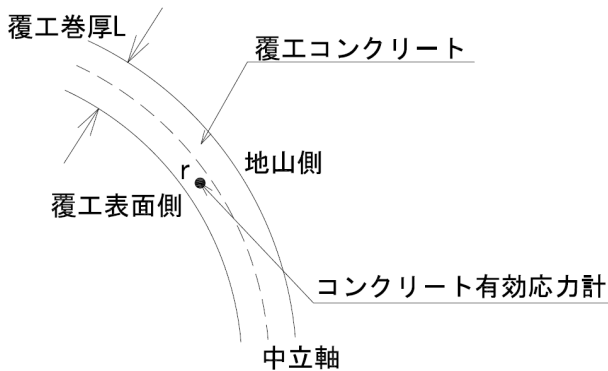 覆工巻厚L
覆工コンクリート
地山側
r
覆工表面側
コンクリート有効応力計
中立軸